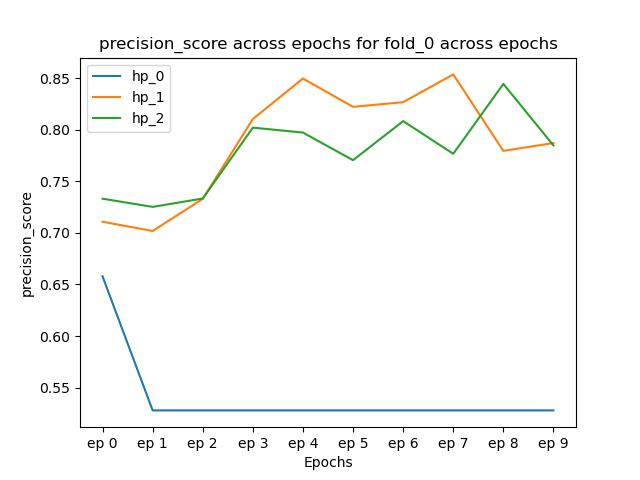 precision_score across epochs for fold_0 across epochs
hp_0
hp_1
hp_2
precision_score
0.85
0.80
0.75
0.70
0.65
0.60
0.55
ep 0 ep 1 ep 2 ep 3 ep 4 ep 5 ep 6 ep 7 ep 8 ep 9
Epochs